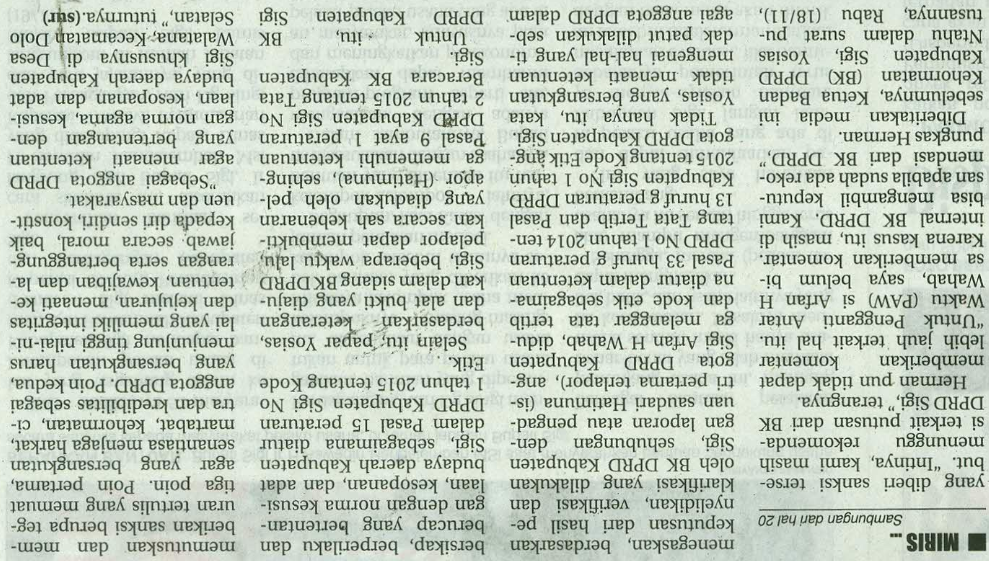 ■ MIRIS ...
Sambungan dari hal 20
yang diberi sanksi terse-
but. "Intinya, kami masih
menunggu rekomenda-
si terkait putusan dari BK
DPRD Sigi," terangnya.
Herman pun tidak dapat
memberikan komentar
lebih jauh terkait hal itu.
"Untuk Pengganti Antar
Waktu (PAW) si Arfan H
Wahab, saya belum bi-
sa memberikan komentar.
Karena kasus itu, masih di
internal BK DPRD. Kami
bisa mengambil keputu-
san apabila sudah ada reko-
mendasi dari BK DPRD,"
pungkas Herman.
Diberitakan media ini
sebelumnya, Ketua Badan
Kehormatan (BK) DPRD
Kabupaten Sigi, Yosias
Ntahu dalam surat pu-
tusannya, Rabu (18/11),
menegaskan, berdasarkan
keputusan dari hasil pe-
nyelidikan, verifikasi dan
klarifikasi yang dilakukan
oleh BK DPRD Kabupaten
Sigi, sehubungan den-
gan laporan atau pengad-
uan saudari Hatimuna (is-
tri pertama terlapor), ang-
gota DPRD Kabupaten
Sigi Arfan H Wahab, didu-
ga melanggar tata tertib
dan kode etik sebagaima-
na diatur dalam ketentuan
Pasal 33 huruf g peraturan
DPRD No 1 tahun 2014 ten-
tang Tata Tertib dan Pasal
13 huruf g peraturan DPRD
Kabupaten Sigi No 1 tahun
2015 tentang Kode Etik ang-
gota DPRD Kabupaten Sigi.
Tidak hanya itu, kata
Yosias, yang bersangkutan
tidak menaati ketentuan
mengenai hal-hal yang ti-
dak patut dilakukan seb-
agai anggota DPRD dalam
bersikap, berperilaku dan
berucap yang bertentan-
gan dengan norma kesusi-
laan, kesopanan, dan adat
budaya daerah Kabupaten
Sigi, sebagaimana diatur
dalam Pasal 15 peraturan
DPRD Kabupaten Sigi No
1 tahun 2015 tentang Kode
Etik.
Selain itu, papar Yosias,
berdasarkan keterangan
dan alat bukti yang diaju-
kan dalam sidang BK DPRD
Sigi, beberapa waktu lalu,
pelapor dapat membukti-
kan secara sah kebenaran
yang diadukan oleh pel-
apor (Hatimuna), sehing-
ga memenuhi ketentuan
Pasal 9 ayat 1 peraturan
DPRD Kabupaten Sigi No
2 tahun 2015 tentang Tata
Beracara BK Kabupaten
Sigi.
Untuk itu, BK
DPRD Kabupaten Sigi
memutuskan dan mem-
berikan sanksi berupa teg-
uran tertulis yang memuat
tiga poin. Poin pertama,
agar yang bersangkutan
senantiasa menjaga harkat,
martabat, kehormatan, ci-
tra dan kredibilitas sebagai
anggota DPRD. Poin kedua,
yang bersangkutan harus
menjunjung tinggi nilai-ni-
lai yang memiliki integritas
dan kejujuran, menaati ke-
tentuan, kewajiban dan la-
rangan serta bertanggung-
jawab secara moral, baik
kepada diri sendiri, konstit-
uen dan masyarakat.
"Sebagai anggota DPRD
agar menaati ketentuan
yang bertentangan den-
gan norma agama, kesusi-
laan, kesopanan dan adat
budaya daerah Kabupaten
Sigi khususnya di Desa
Walatana, Kecamatan Dolo
Selatan," tuturnya.(sur)